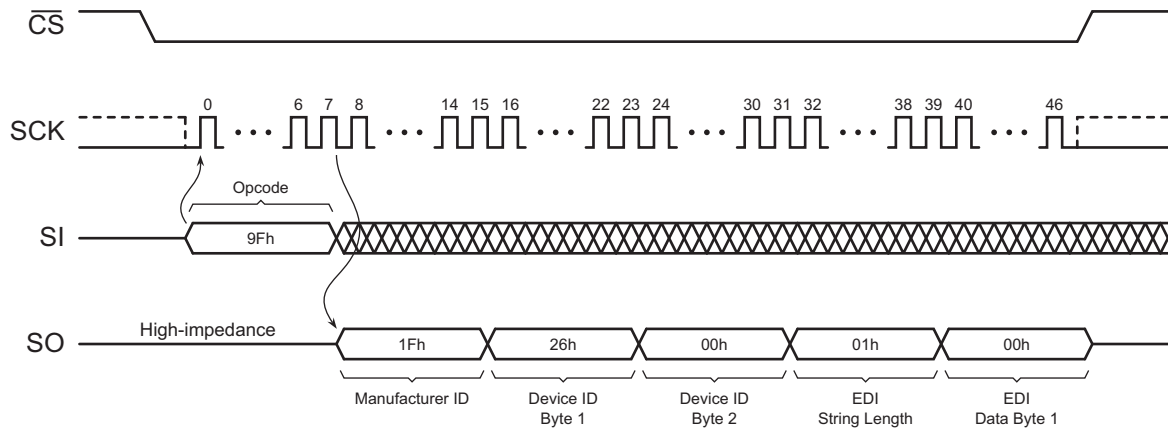 CS
0 6 7 8 14 15 16 22 23 24 30 31 32 38 39 40 46
SCK
Opcode
SI
9Fh
High-impedance
SO
1Fh 26h 00h 01h 00h
Manufacturer ID
Device ID
Byte 1
Device ID
Byte 2
EDI
String Length
EDI
Data Byte 1